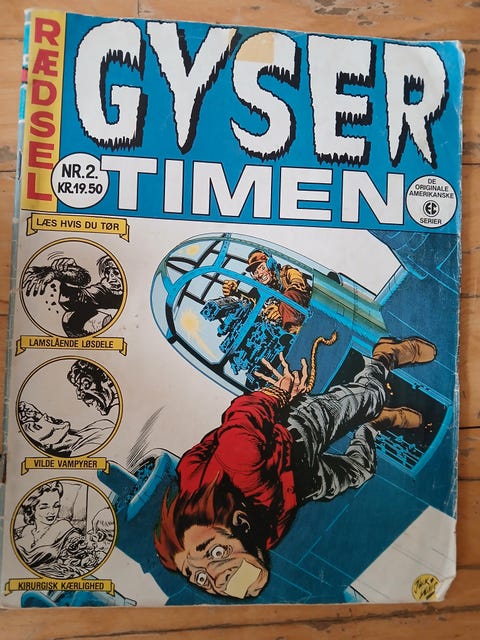 RÆDSEL
GYSER
TIMEN
NR.2.
KR.19.50
DE
ORIGINALE
AMERIKANSKE
EC
SERIER
LÆS HVIS DU TØR
LAMSLÅENDE LØSDELE
VILDE VAMPYRER
KIRURGISK KÆRLIGHED